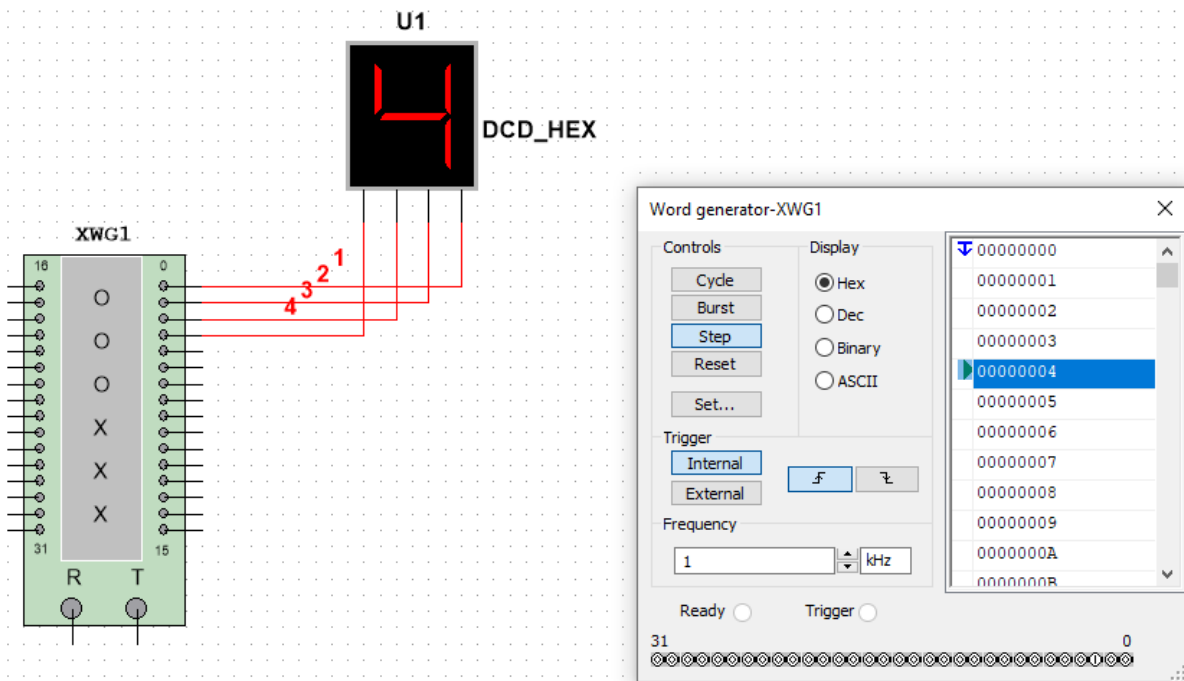 U1
4
DCD_HEX
1
2
3
4
XWG1
16 0
O
O
O
X
X
X
31 15
R T
Word generator-XWG1
Controls
Cycle
Burst
Step
Reset
Set...
Display
Hex
Dec
Binary
ASCII
Trigger
Internal
External
Frequency
1 kHz
Ready Trigger
31 0
00000000
00000001
00000002
00000003
00000004
00000005
00000006
00000007
00000008
00000009
0000000A
0000000B